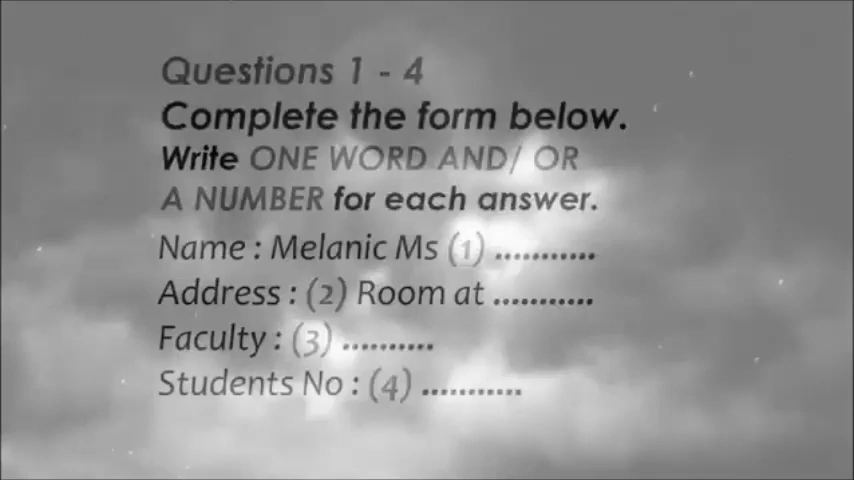 Questions 1 - 4
Complete the form below.
Write ONE WORD AND/ OR
A NUMBER for each answer.
Name : Melanic Ms (1) ...........
Address : (2) Room at ...........
Faculty : (3) ..........
Students No : (4) ...........